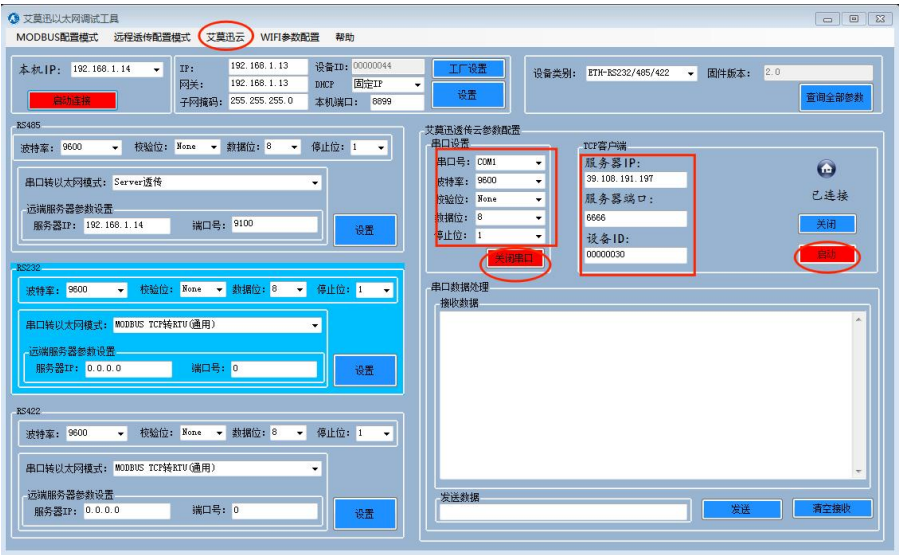 艾莫迅以太网调试工具
MODBUS配置模式 远程透传配置模式 艾莫迅云 WIFI参数配置 帮助
本机IP: 192.168.1.14
启动连接
IP: 192.168.1.13 设备ID: 00000044
网关: 192.168.1.13 DHCP 固定IP
子网掩码: 255.255.255.0 本机端口: 8899
工厂设置
设置
设备类别: ETH-RS232/485/422 固件版本: 2.0
查询全部参数
RS485
波特率: 9600 校验位: None 数据位: 8 停止位: 1
串口转以太网模式: Server透传
远端服务器参数设置
服务器IP: 192.168.1.14 端口号: 9100
设置
RS232
波特率: 9600 校验位: None 数据位: 8 停止位: 1
串口转以太网模式: MODBUS TCP转RTU(通用)
远端服务器参数设置
服务器IP: 0.0.0.0 端口号: 0
设置
RS422
波特率: 9600 校验位: None 数据位: 8 停止位: 1
串口转以太网模式: MODBUS TCP转RTU(通用)
远端服务器参数设置
服务器IP: 0.0.0.0 端口号: 0
设置
艾莫迅透传云参数配置
串口设置
串口号: COM1
波特率: 9600
校验位: None
数据位: 8
停止位: 1
关闭串口
TCP客户端
服务器IP:
39.108.191.197
服务器端口:
6666
设备ID:
00000030
已连接
关闭
启动
串口数据处理
接收数据
发送数据
发送
清空接收